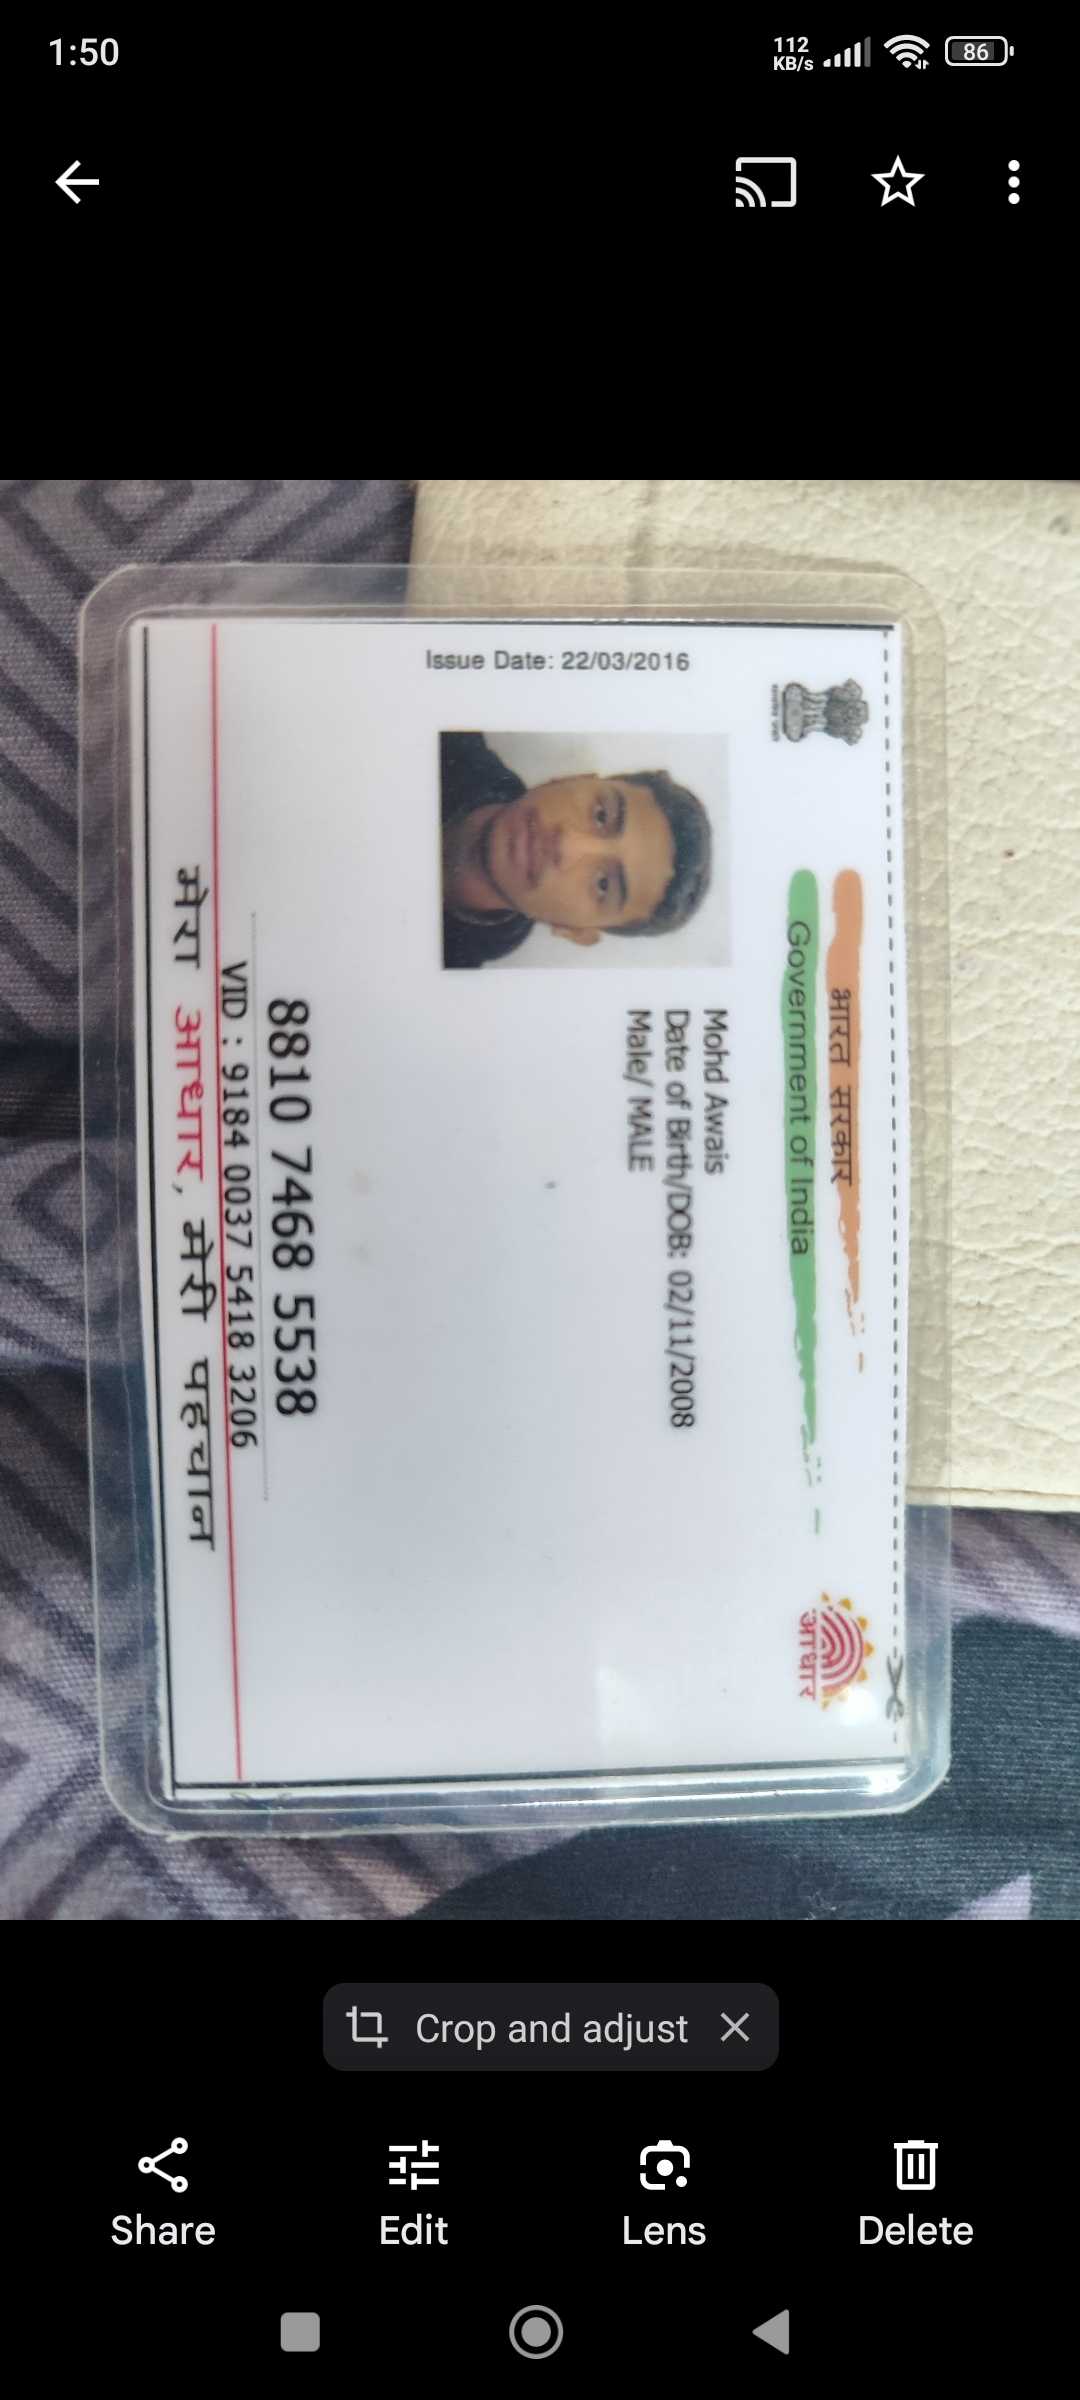 1:50
112
KB/s
86
भारत सरकार
Government of India
आधार
Issue Date: 22/03/2016
Mohd Awais
Date of Birth/DOB: 02/11/2008
Male/ MALE
8810 7468 5538
VID : 9184 0037 5418 3206
मेरा आधार, मेरी पहचान
Crop and adjust
Share
Edit
Lens
Delete